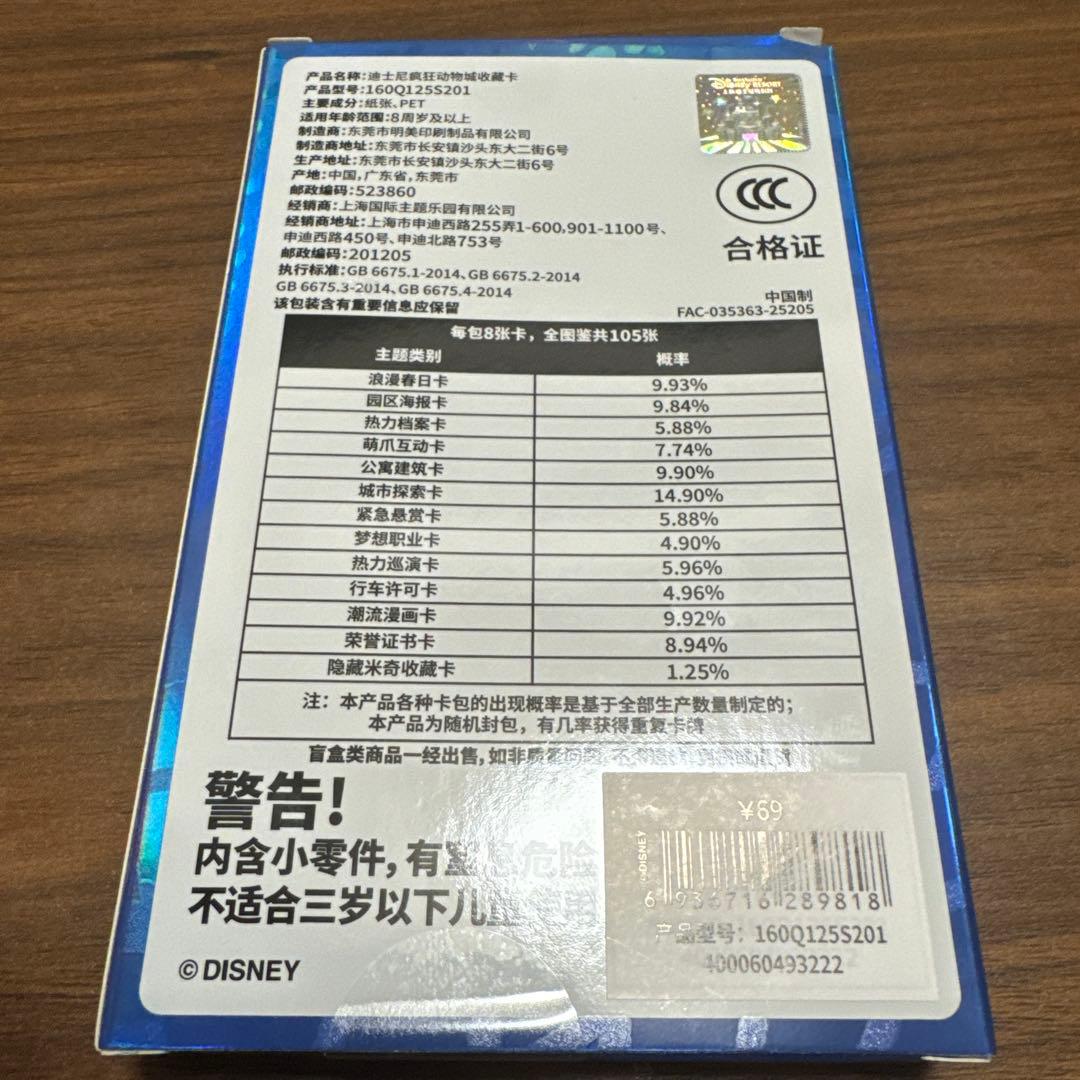 产品名称:迪士尼疯狂动物城收藏卡
产品型号:160Q125S201
主要成分:纸张、PET
适用年龄范围:8周岁及以上
制造商:东莞市明美印刷制品有限公司
制造商地址:东莞市长安镇沙头东大二街6号
生产地址:东莞市长安镇沙头东大二街6号
产地:中国,广东省,东莞市
邮政编码:523860
经销商:上海国际主题乐园有限公司
经销商地址:上海市申迪西路255弄1-600,901-1100号、
申迪西路450号、申迪北路753号
邮政编码:201205
执行标准:GB 6675.1-2014、GB 6675.2-2014
GB 6675.3-2014、GB 6675.4-2014
该包装含有重要信息应保留
Disney RESORT
CCC
合格证
中国制
FAC-035363-25205
每包8张卡，全图鉴共105张
主题类别 概率
浪漫春日卡 9.93%
园区海报卡 9.84%
热力档案卡 5.88%
萌爪互动卡 7.74%
公寓建筑卡 9.90%
城市探索卡 14.90%
紧急悬赏卡 5.88%
梦想职业卡 4.90%
热力巡演卡 5.96%
行车许可卡 4.96%
潮流漫画卡 9.92%
荣誉证书卡 8.94%
隐藏米奇收藏卡 1.25%
注：本产品各种卡包的出现概率是基于全部生产数量制定的；
本产品为随机封包，有几率获得重复卡牌
盲盒类商品一经出售,如非质量问题
警告!
内含小零件,有 危险
不适合三岁以下儿童使用
©DISNEY
¥69
©DISNEY
6 936716 289818
产品型号：160Q125S201
400060493222